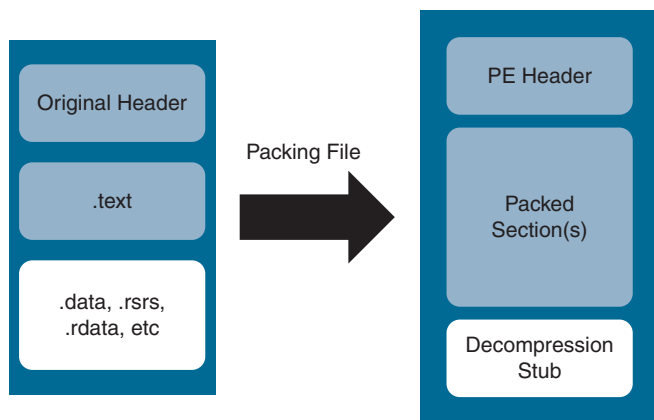 Original Header
.text
.data, .rsrs,
.rdata, etc
Packing File
PE Header
Packed
Section(s)
Decompression
Stub